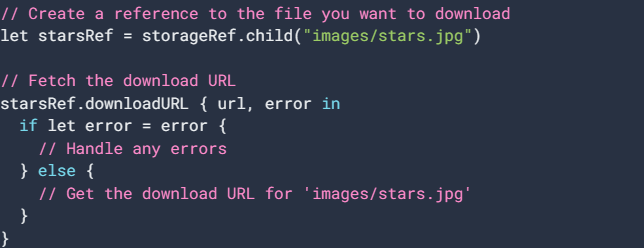 // Create a reference to the file you want to download
let starsRef = storageRef.child("images/stars.jpg")

// Fetch the download URL
starsRef.downloadURL { url, error in
  if let error = error {
    // Handle any errors
  } else {
    // Get the download URL for 'images/stars.jpg'
  }
}